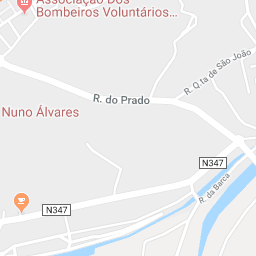 Associação Dos
Bombeiros Voluntários...
R. Q.ta de São João
R. do Prado
Nuno Álvares
N347
R. da Barca
N347